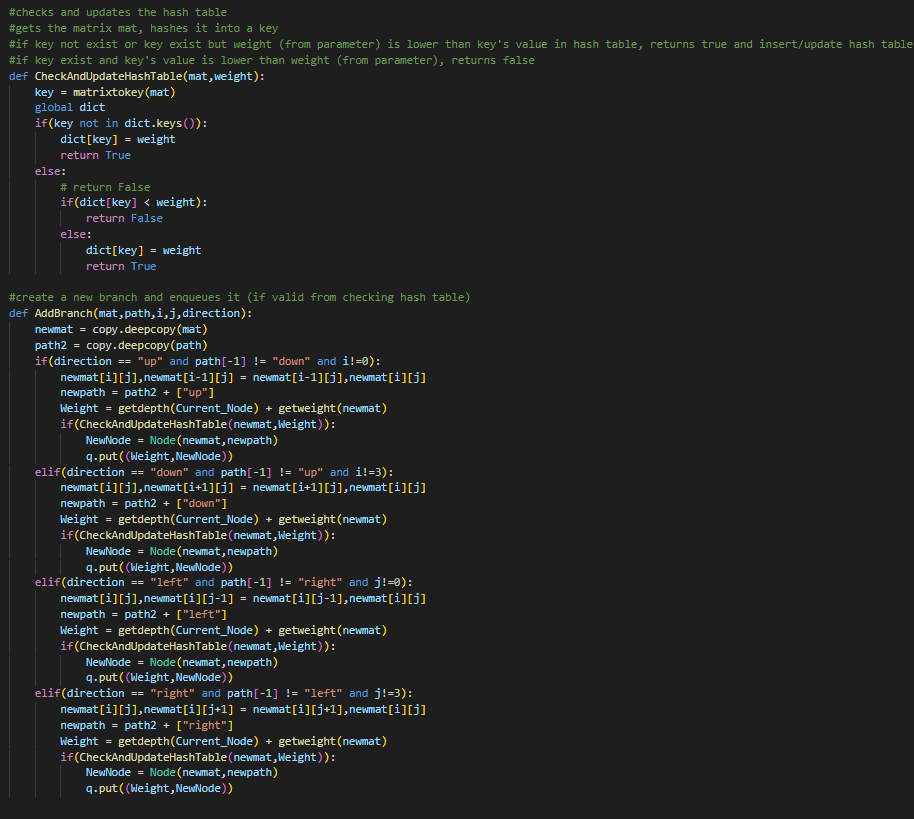 #checks and updates the hash table
#gets the matrix mat, hashes it into a key
#if key not exist or key exist but weight (from parameter) is lower than key's value in hash table, returns true and insert/update hash table
#if key exist and key's value is lower than weight (from parameter), returns false
def CheckAndUpdateHashTable(mat,weight):
    key = matrixtokey(mat)
    global dict
    if(key not in dict.keys()):
        dict[key] = weight
        return True
    else:
        # return False
        if(dict[key] < weight):
            return False
        else:
            dict[key] = weight
            return True

#create a new branch and enqueues it (if valid from checking hash table)
def AddBranch(mat,path,i,j,direction):
    newmat = copy.deepcopy(mat)
    path2 = copy.deepcopy(path)
    if(direction == "up" and path[-1] != "down" and i!=0):
        newmat[i][j],newmat[i-1][j] = newmat[i-1][j],newmat[i][j]
        newpath = path2 + ["up"]
        Weight = getdepth(Current_Node) + getweight(newmat)
        if(CheckAndUpdateHashTable(newmat,Weight)):
            NewNode = Node(newmat,newpath)
            q.put((Weight,NewNode))
    elif(direction == "down" and path[-1] != "up" and i!=3):
        newmat[i][j],newmat[i+1][j] = newmat[i+1][j],newmat[i][j]
        newpath = path2 + ["down"]
        Weight = getdepth(Current_Node) + getweight(newmat)
        if(CheckAndUpdateHashTable(newmat,Weight)):
            NewNode = Node(newmat,newpath)
            q.put((Weight,NewNode))
    elif(direction == "left" and path[-1] != "right" and j!=0):
        newmat[i][j],newmat[i][j-1] = newmat[i][j-1],newmat[i][j]
        newpath = path2 + ["left"]
        Weight = getdepth(Current_Node) + getweight(newmat)
        if(CheckAndUpdateHashTable(newmat,Weight)):
            NewNode = Node(newmat,newpath)
            q.put((Weight,NewNode))
    elif(direction == "right" and path[-1] != "left" and j!=3):
        newmat[i][j],newmat[i][j+1] = newmat[i][j+1],newmat[i][j]
        newpath = path2 + ["right"]
        Weight = getdepth(Current_Node) + getweight(newmat)
        if(CheckAndUpdateHashTable(newmat,Weight)):
            NewNode = Node(newmat,newpath)
            q.put((Weight,NewNode))